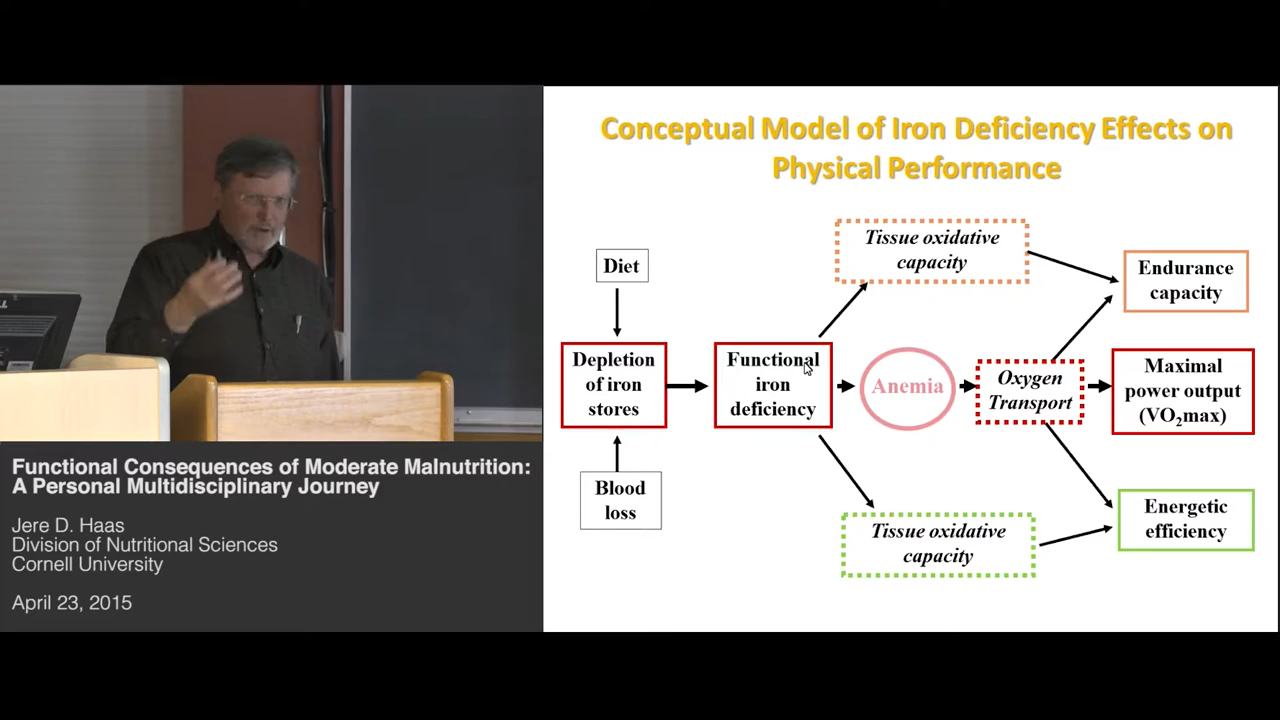 Conceptual Model of Iron Deficiency Effects on
Physical Performance
Diet
Depletion
of iron
stores
Blood
loss
Functional
iron
deficiency
Tissue oxidative
capacity
Anemia
Tissue oxidative
capacity
Oxygen
Transport
Endurance
capacity
Maximal
power output
(VO₂max)
Energetic
efficiency
Functional Consequences of Moderate Malnutrition:
A Personal Multidisciplinary Journey
Jere D. Haas
Division of Nutritional Sciences
Cornell University
April 23, 2015